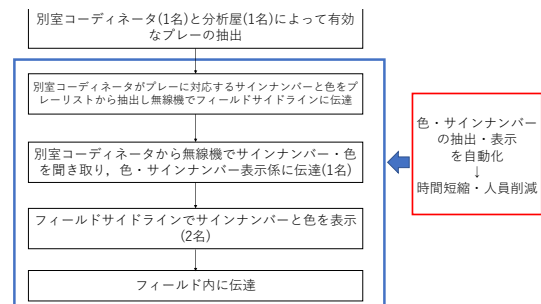 別室コーディネータ(1名)と分析屋(1名)によって有効
なプレーの抽出
別室コーディネータがプレーに対応するサインナンバーと色をプ
レーリストから抽出し無線機でフィールドサイドラインに伝達
別室コーディネータから無線機でサインナンバー・色
を聞き取り，色・サインナンバー表示係に伝達(1名)
フィールドサイドラインでサインナンバーと色を表示
(2名)
フィールド内に伝達
色・サインナンバー
の抽出・表示
を自動化
↓
時間短縮・人員削減